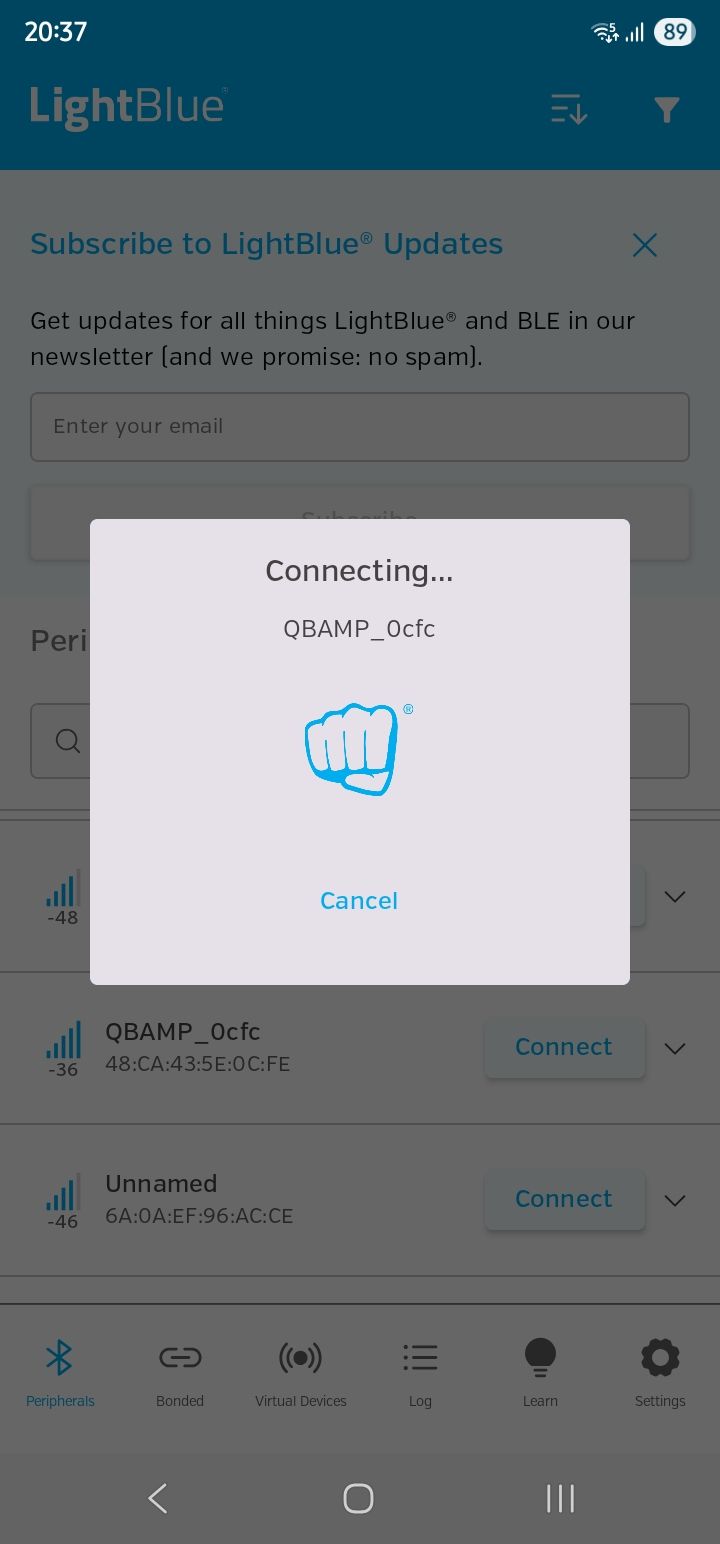 20:37
89
LightBlue®
Subscribe to LightBlue® Updates
Get updates for all things LightBlue® and BLE in our
newsletter (and we promise: no spam).
Enter your email
Subscribe
Connecting...
QBAMP_0cfc
®
Cancel
Peri
-48
QBAMP_0cfc
48:CA:43:5E:0C:FE
-36
Connect
Unnamed
6A:0A:EF:96:AC:CE
-46
Connect
Peripherals
Bonded
Virtual Devices
Log
Learn
Settings